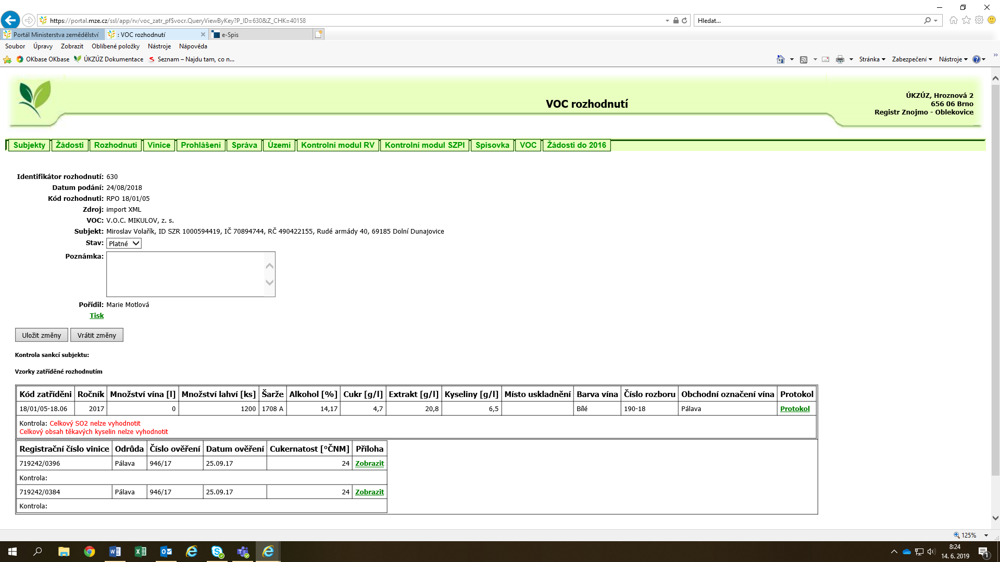 https://portal.mze.cz/ssl/app/rv/voc_zatr_pf$vocr.QueryViewByKey?P_ID=630&Z_CHK=40158
Hledat...
Portál Ministerstva zemědělství
: VOC rozhodnutí
e-Spis
Soubor Úpravy Zobrazit Oblíbené položky Nástroje Nápověda
OKbase OKbase ÚKZÚZ Dokumentace Seznam – Najdu tam, co n...
Stránka Zabezpečení Nástroje
VOC rozhodnutí
ÚKZÚZ, Hroznová 2
656 06 Brno
Registr Znojmo - Oblekovice
Subjekty Žádosti Rozhodnutí Vinice Prohlášení Správa Území Kontrolní modul RV Kontrolní modul SZPI Spisovka VOC Žádosti do 2016
Identifikátor rozhodnutí: 630
Datum podání: 24/08/2018
Kód rozhodnuti: RPO 18/01/05
Zdroj: import XML
VOC: V.O.C. MIKULOV, z. s.
Subjekt: Miroslav Volařík, ID SZR 1000594419, IČ 70894744, RČ 490422155, Rudé armády 40, 69185 Dolní Dunajovice
Stav: Platné
Poznámka:
Pořídil: Marie Motlová
Tisk
Uložit změny Vrátit změny
Kontrola sankcí subjektu:
Vzorky zatříděné rozhodnutím
Kód zatříděni Ročník Množství vína [l] Množství lahví [ks] Šarže Alkohol [%] Cukr [g/l] Extrakt [g/l] Kyseliny [g/l] Místo uskladnění Barva vína Číslo rozboru Obchodní označení vína Protokol
18/01/05-18.06 2017 0 1200 1708 A 14,17 4,7 20,8 6,5 Bílé 190-18 Pálava Protokol
Kontrola: Celkový SO2 nelze vyhodnotit
Celkový obsah těkavých kyselin nelze vyhodnotit
Registrační číslo vinice Odrůda Číslo ověření Datum ověření Cukernatost [°ČNM] Příloha
719242/0396 Pálava 946/17 25.09.17 24 Zobrazit
Kontrola:
719242/0384 Pálava 946/17 25.09.17 24 Zobrazit
Kontrola:
125%
8:24
14. 6. 2019
1